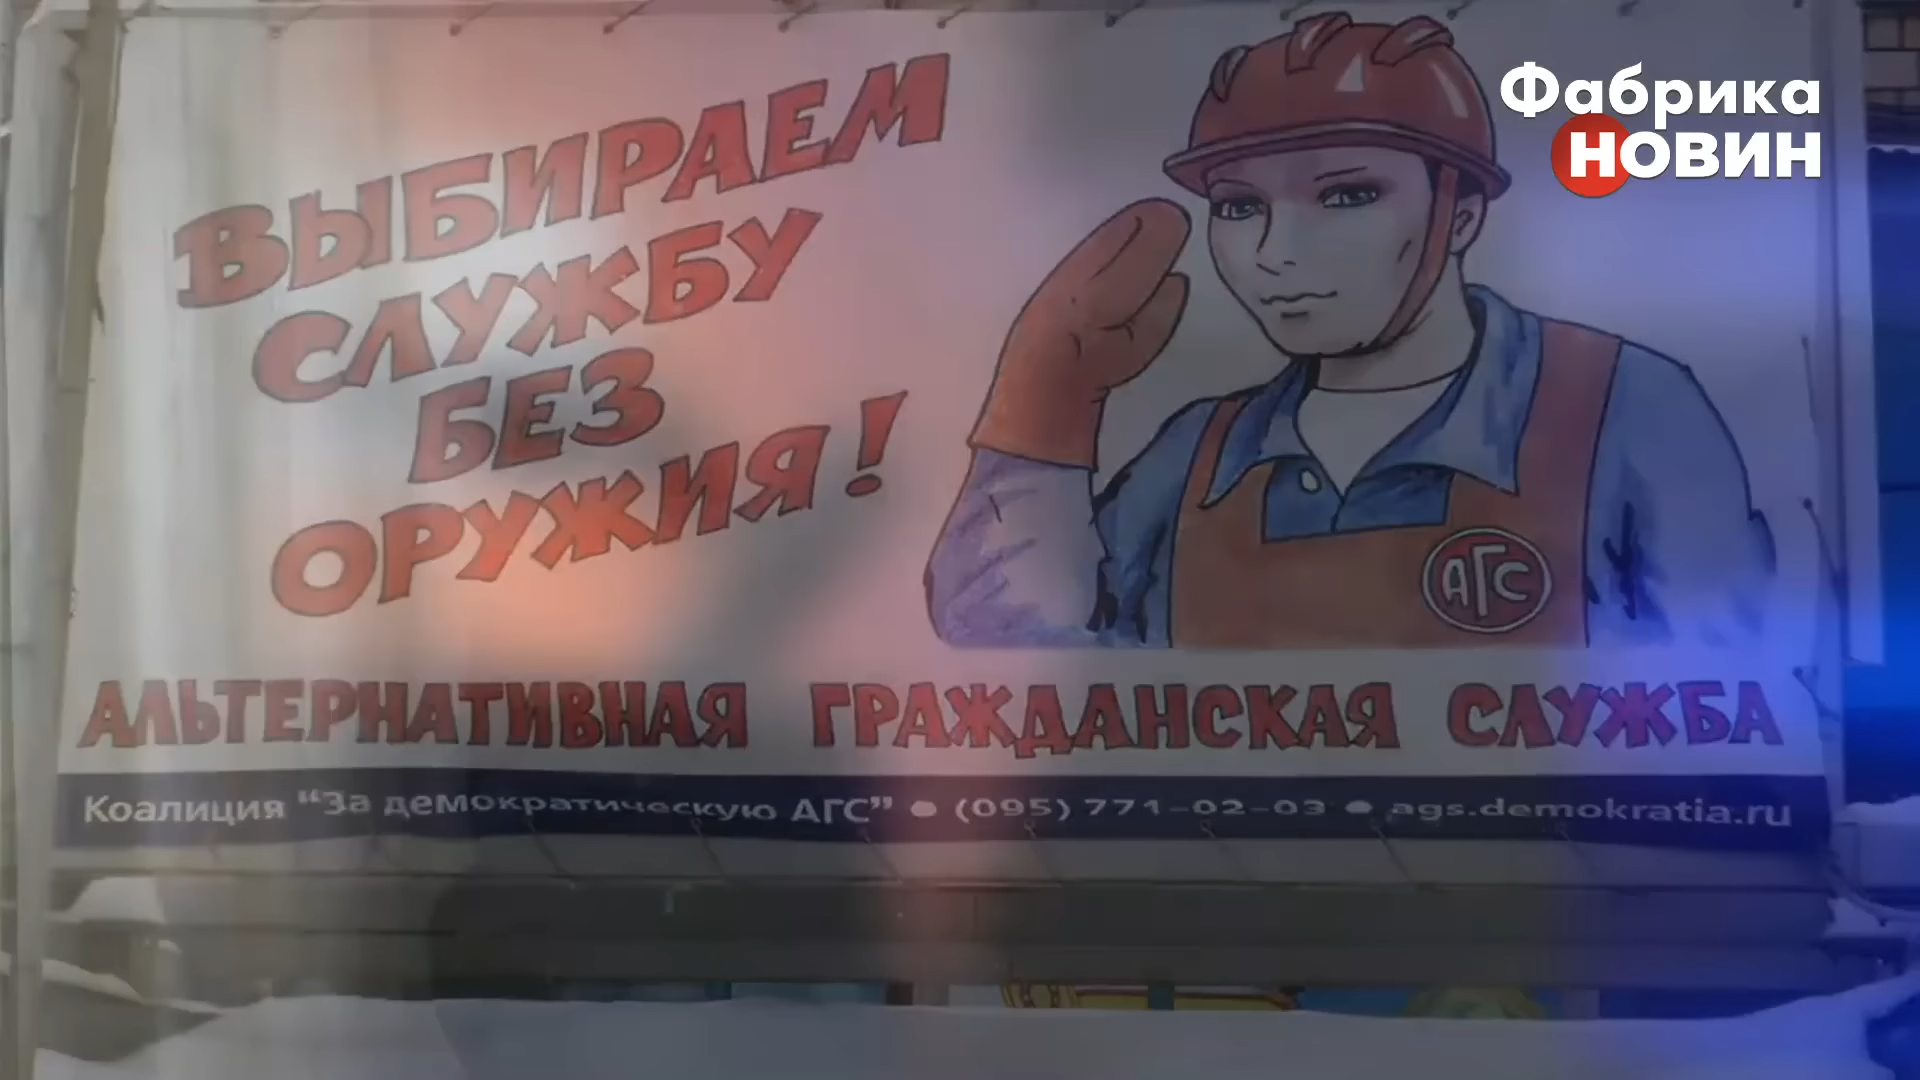 Фабрика
НОВИН
ВЫБИРАЕМ
СЛУЖБУ
БЕЗ
ОРУЖИЯ!
АГС
АЛЬТЕРНАТИВНАЯ ГРАЖДАНСКАЯ СЛУЖБА
Коалиция “За демократическую АГС” ● (095) 771-02-03 ● ags.demokratia.ru